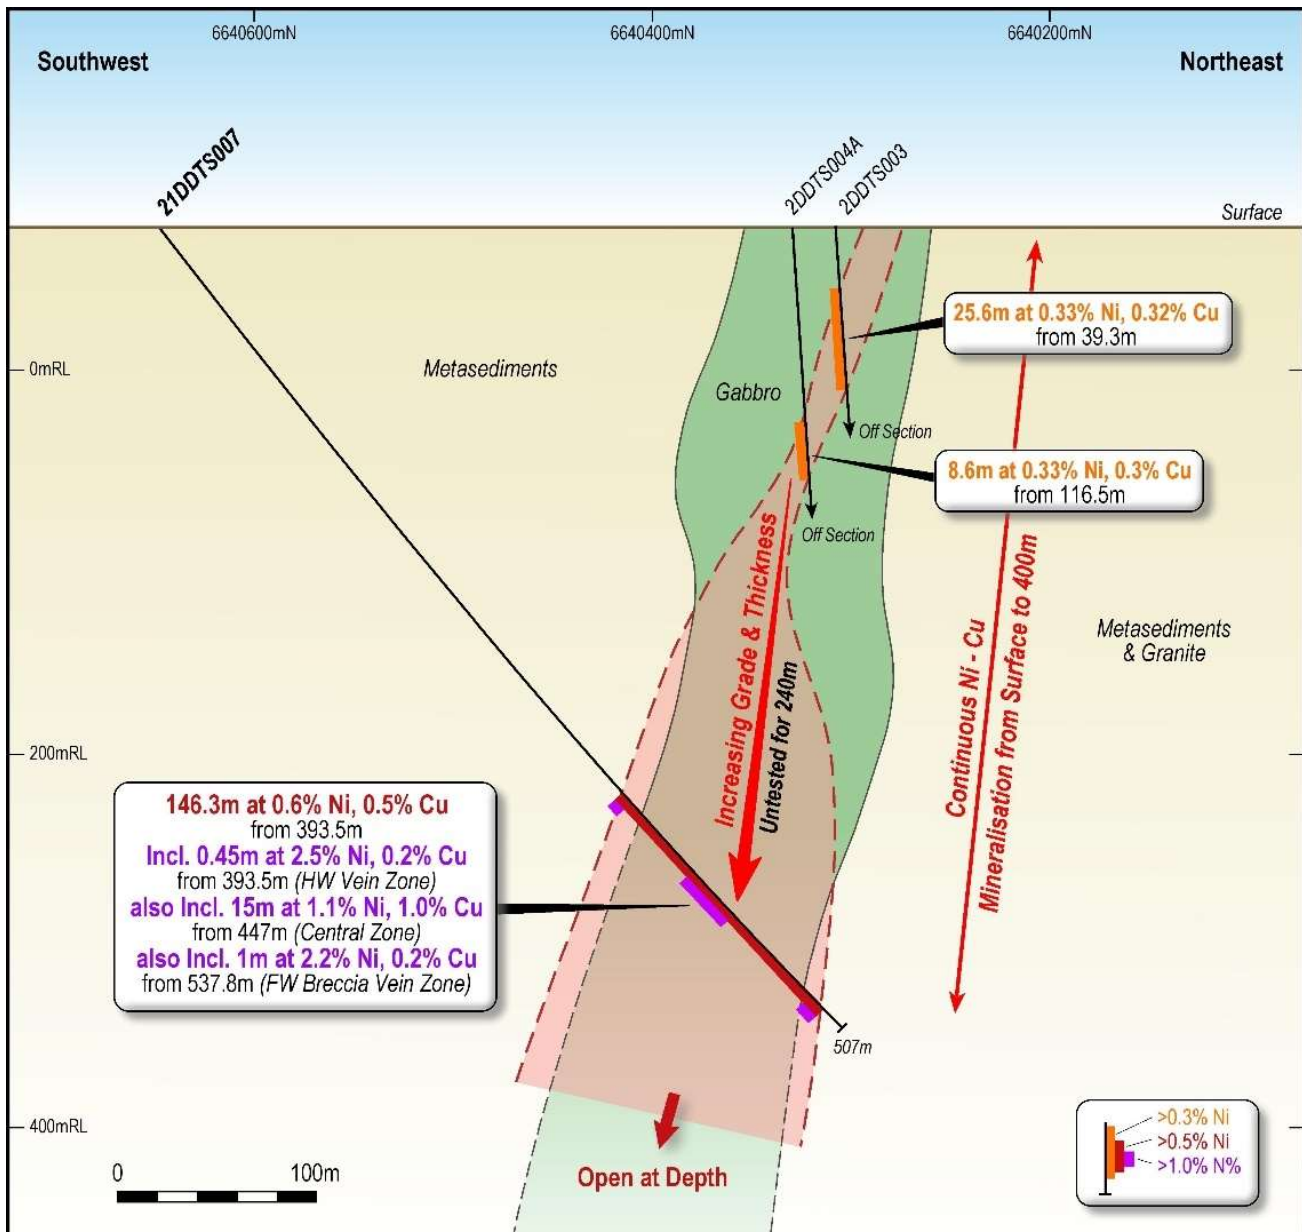 6640600mN
6640400mN
6640200mN
Southwest
Northeast
21DDTS007
2DDTS004A
2DDTS003
Surface
25.6m at 0.33% Ni, 0.32% Cu
from 39.3m
0mRL
Metasediments
Gabbro
Off Section
8.6m at 0.33% Ni, 0.3% Cu
from 116.5m
Off Section
Increasing Grade & Thickness
Untested for 240m
Continuous Ni - Cu
Mineralisation from Surface to 400m
Metasediments
& Granite
200mRL
146.3m at 0.6% Ni, 0.5% Cu
from 393.5m
Incl. 0.45m at 2.5% Ni, 0.2% Cu
from 393.5m (HW Vein Zone)
also Incl. 15m at 1.1% Ni, 1.0% Cu
from 447m (Central Zone)
also Incl. 1m at 2.2% Ni, 0.2% Cu
from 537.8m (FW Breccia Vein Zone)
507m
400mRL
Open at Depth
0 100m
>0.3% Ni
>0.5% Ni
>1.0% N%